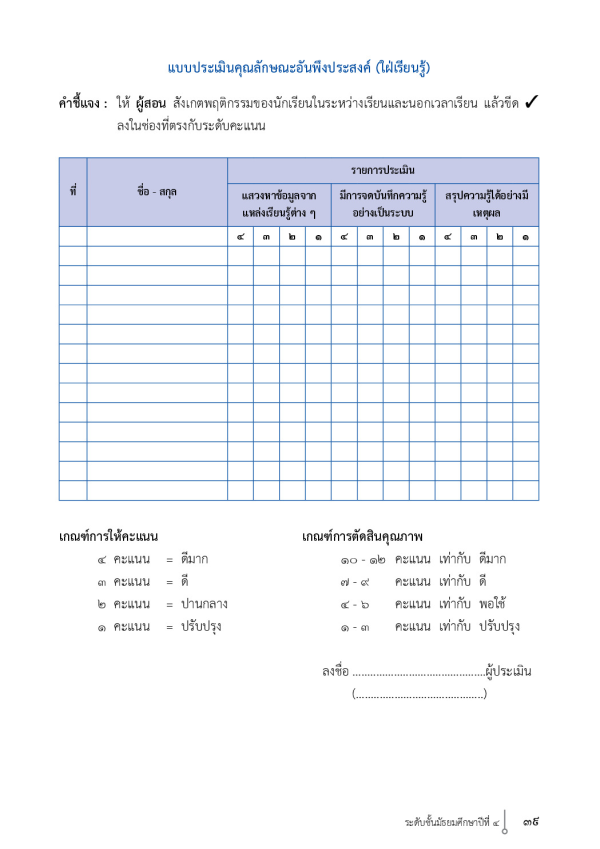 แบบประเมินคุณลักษณะอันพึงประสงค์ (ใฝ่เรียนรู้)
คำชี้แจง : ให้ ผู้สอน สังเกตพฤติกรรมของนักเรียนในระหว่างเรียนและนอกเวลาเรียน แล้วขีด ✓
ลงในช่องที่ตรงกับระดับคะแนน
ที่ ชื่อ - สกุล รายการประเมิน
แสวงหาข้อมูลจาก มีการจดบันทึกความรู้ สรุปความรู้ได้อย่างมี
แหล่งเรียนรู้ต่าง ๆ อย่างเป็นระบบ เหตุผล
๔ ๓ ๒ ๑ ๔ ๓ ๒ ๑ ๔ ๓ ๒ ๑
เกณฑ์การให้คะแนน เกณฑ์การตัดสินคุณภาพ
๔ คะแนน = ดีมาก ๑๐ - ๑๒ คะแนน เท่ากับ ดีมาก
๓ คะแนน = ดี ๗ - ๙ คะแนน เท่ากับ ดี
๒ คะแนน = ปานกลาง ๔ - ๖ คะแนน เท่ากับ พอใช้
๑ คะแนน = ปรับปรุง ๑ - ๓ คะแนน เท่ากับ ปรับปรุง
ลงชื่อ .............................................ผู้ประเมิน
(...........................................)
ระดับชั้นมัธยมศึกษาปีที่ ๔ ๓๙